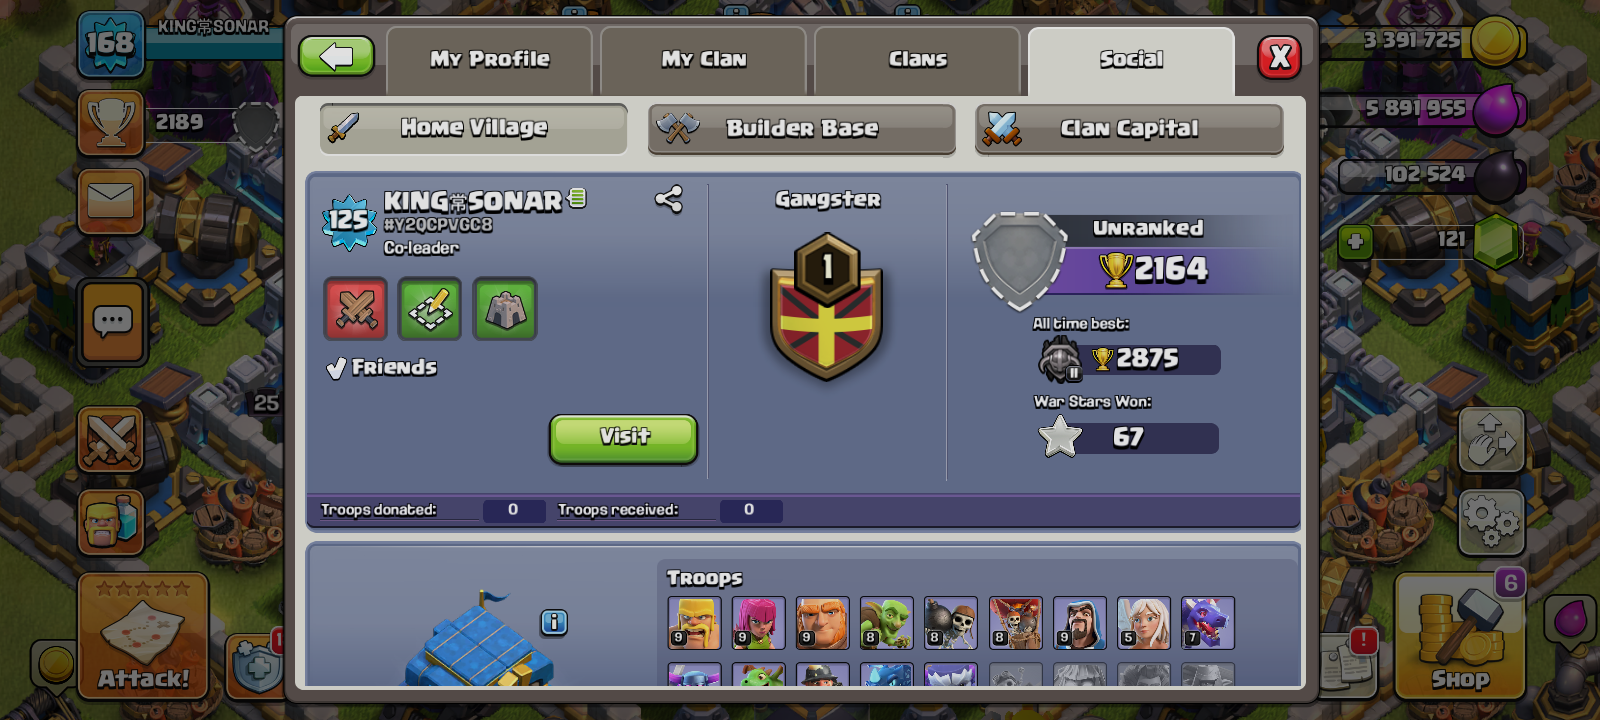 168
KING常SONAR
My Profile
My Clan
Clans
Social
X
3 391 725
2189
Home Village
Builder Base
Clan Capital
5 891 955
102 524
121
125
KING常SONAR
#Y2QCPVGC8
Co-leader
Friends
Visit
Gangster
1
Unranked
2164
All time best:
II
2875
War Stars Won:
67
25
Troops donated:
0
Troops received:
0
i
Troops
9
9
9
8
8
8
9
5
7
Attack!
1
!
6
Shop